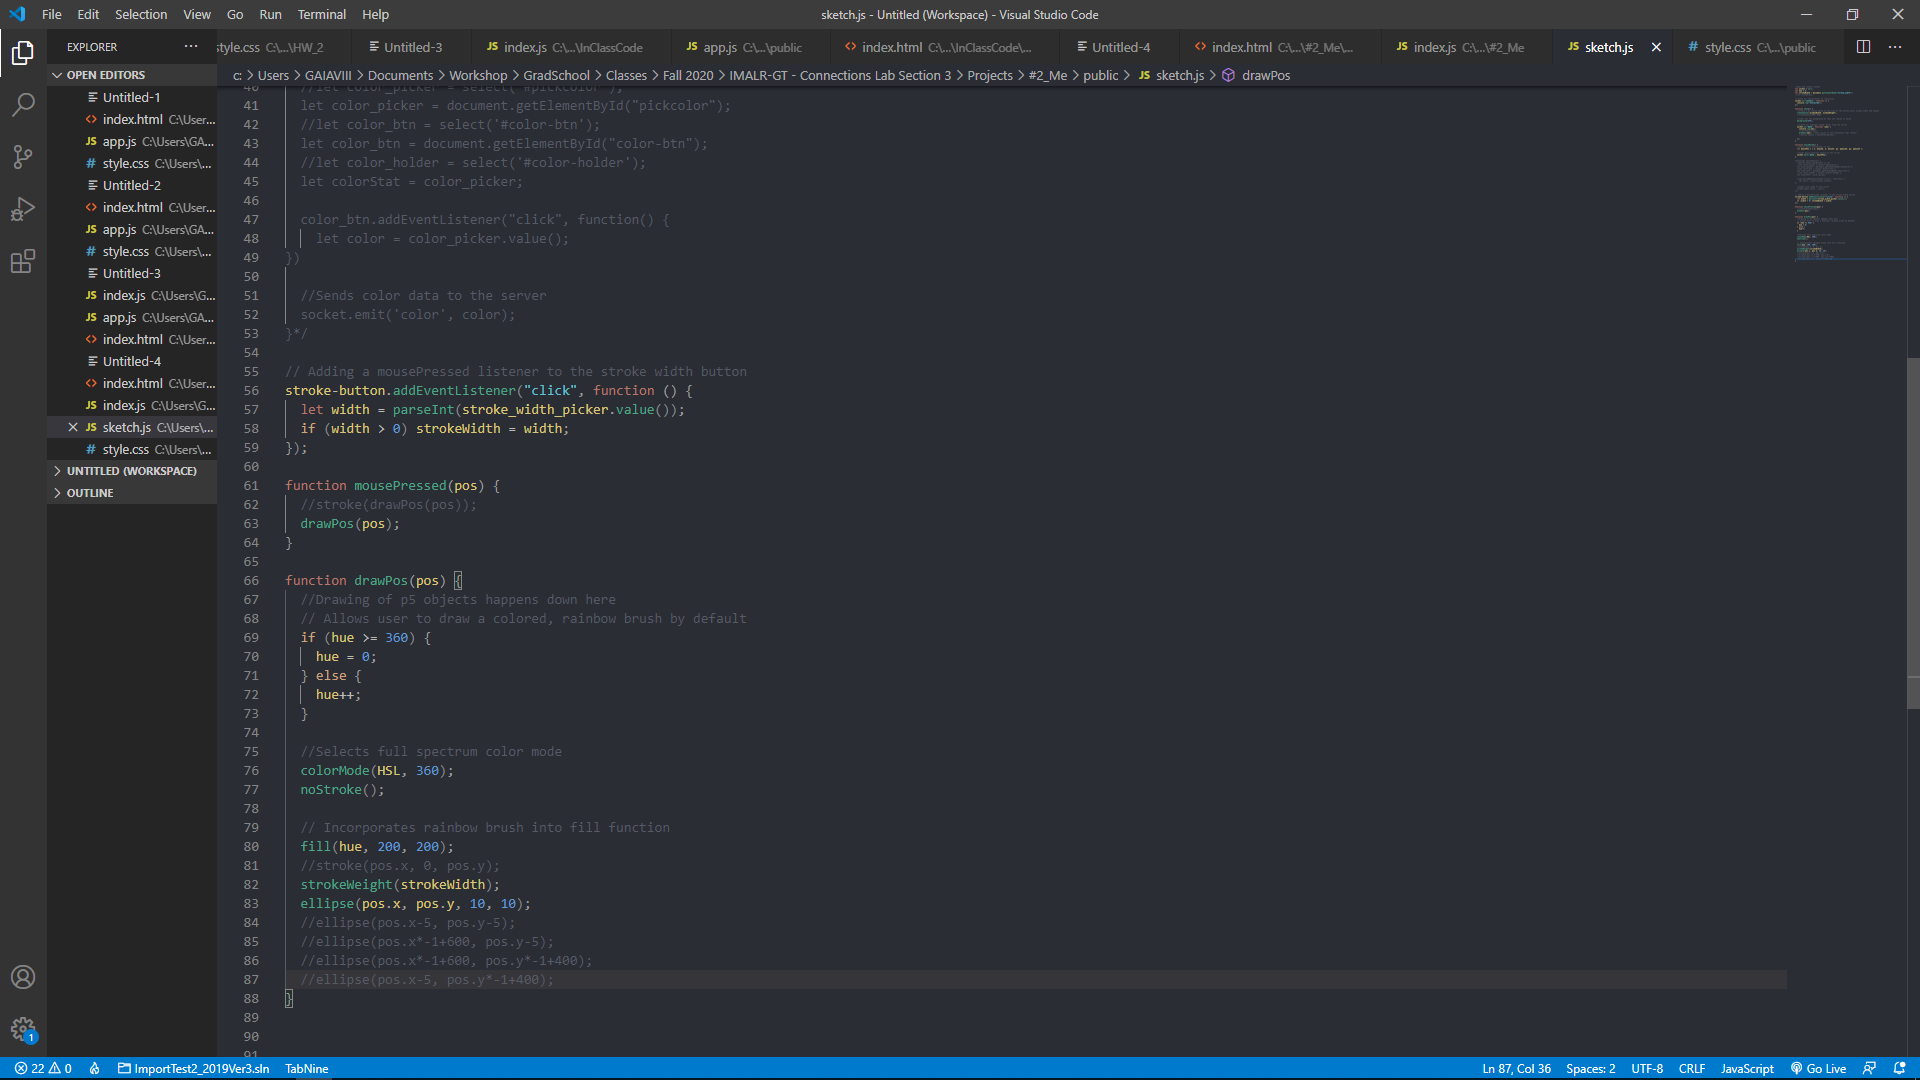 File Edit Selection View Go Run Terminal Help
sketch.js - Untitled (Workspace) - Visual Studio Code
EXPLORER
style.css C:\...\HW_2 Untitled-3 JS index.js C:\...\InClassCode JS app.js C:\...\public <> index.html C:\...\InClassCode\... Untitled-4 <> index.html C:\...\#2_Me\... JS index.js C:\...\#2_Me JS sketch.js # style.css C:\...\public
c: > Users > GAIAVIII > Documents > Workshop > GradSchool > Classes > Fall 2020 > IMALR-GT - Connections Lab Section 3 > Projects > #2_Me > public > JS sketch.js > drawPos
OPEN EDITORS
Untitled-1
<> index.html C:\User...
JS app.js C:\Users\GA...
# style.css C:\Users\...
Untitled-2
<> index.html C:\User...
JS app.js C:\Users\GA...
# style.css C:\Users\...
Untitled-3
JS index.js C:\Users\G...
JS app.js C:\Users\GA...
<> index.html C:\User...
Untitled-4
<> index.html C:\User...
JS index.js C:\Users\G...
JS sketch.js C:\Users\...
# style.css C:\Users\...
UNTITLED (WORKSPACE)
OUTLINE
40 //let color_picker = select('#pickcolor');
41 let color_picker = document.getElementById("pickcolor");
42 //let color_btn = select('#color-btn');
43 let color_btn = document.getElementById("color-btn");
44 //let color_holder = select('#color-holder');
45 let colorStat = color_picker;
46
47 color_btn.addEventListener("click", function() {
48 let color = color_picker.value();
49 })
50
51 //Sends color data to the server
52 socket.emit('color', color);
53 }*/
54
55 // Adding a mousePressed listener to the stroke width button
56 stroke-button.addEventListener("click", function () {
57 let width = parseInt(stroke_width_picker.value());
58 if (width > 0) strokeWidth = width;
59 });
60
61 function mousePressed(pos) {
62 //stroke(drawPos(pos));
63 drawPos(pos);
64 }
65
66 function drawPos(pos) {
67 //Drawing of p5 objects happens down here
68 // Allows user to draw a colored, rainbow brush by default
69 if (hue >= 360) {
70 hue = 0;
71 } else {
72 hue++;
73 }
74
75 //Selects full spectrum color mode
76 colorMode(HSL, 360);
77 noStroke();
78
79 // Incorporates rainbow brush into fill function
80 fill(hue, 200, 200);
81 //stroke(pos.x, 0, pos.y);
82 strokeWeight(strokeWidth);
83 ellipse(pos.x, pos.y, 10, 10);
84 //ellipse(pos.x-5, pos.y-5);
85 //ellipse(pos.x*-1+600, pos.y-5);
86 //ellipse(pos.x*-1+600, pos.y*-1+400);
87 //ellipse(pos.x-5, pos.y*-1+400);
88 }
89
90
91
1
22 0 ImportTest2_2019Ver3.sln TabNine
Ln 87, Col 36 Spaces: 2 UTF-8 CRLF JavaScript Go Live